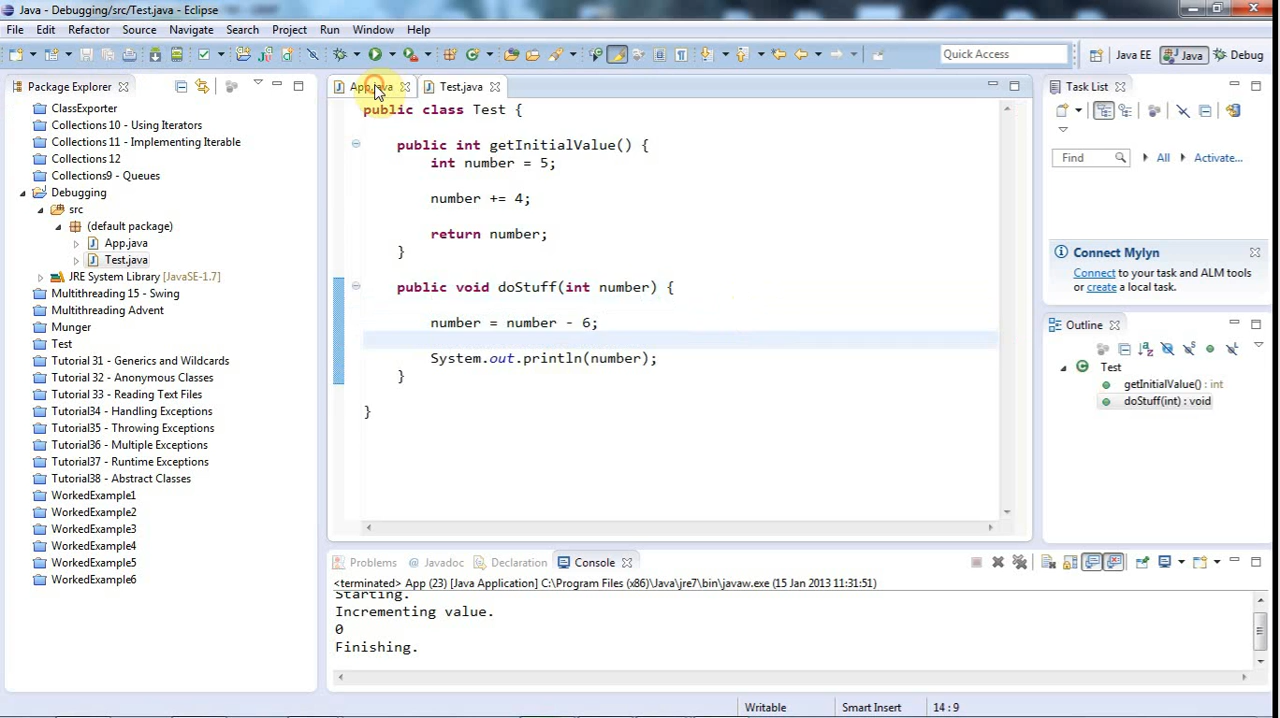 Java - Debugging/src/Test.java - Eclipse
File Edit Refactor Source Navigate Search Project Run Window Help
Quick Access
Java EE
Java
Debug
Package Explorer
ClassExporter
Collections 10 - Using Iterators
Collections 11 - Implementing Iterable
Collections 12
Collections9 - Queues
Debugging
src
(default package)
App.java
Test.java
JRE System Library [JavaSE-1.7]
Multithreading 15 - Swing
Multithreading Advent
Munger
Test
Tutorial 31 - Generics and Wildcards
Tutorial 32 - Anonymous Classes
Tutorial 33 - Reading Text Files
Tutorial34 - Handling Exceptions
Tutorial35 - Throwing Exceptions
Tutorial36 - Multiple Exceptions
Tutorial37 - Runtime Exceptions
Tutorial38 - Abstract Classes
WorkedExample1
WorkedExample2
WorkedExample3
WorkedExample4
WorkedExample5
WorkedExample6
App.java
Test.java
public class Test {
public int getInitialValue() {
int number = 5;
number += 4;
return number;
}
public void doStuff(int number) {
number = number - 6;
System.out.println(number);
}
}
Task List
Find
All
Activate...
Connect Mylyn
Connect to your task and ALM tools
or create a local task.
Outline
Test
getInitialValue() : int
doStuff(int) : void
Problems
Javadoc
Declaration
Console
<terminated> App (23) [Java Application] C:\Program Files (x86)\Java\jre7\bin\javaw.exe (15 Jan 2013 11:31:51)
Starting.
Incrementing value.
0
Finishing.
Writable
Smart Insert
14 : 9